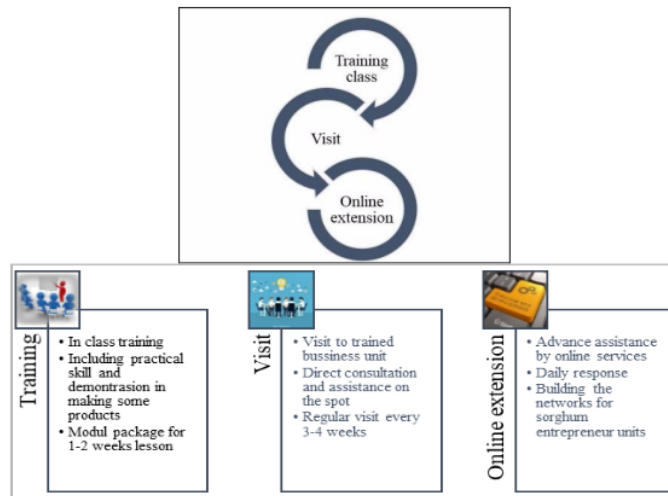 Training
class
Visit
Online
extension
Training
• In class training
• Including practical
skill and
demontrasion in
making some
products
• Modul package for
1-2 weeks lesson
Visit
• Visit to trained
bussiness unit
• Direct consultation
and assistance on
the spot
• Regular visit every
3-4 weeks
Online extension
• Advance assistance
by online services
• Daily response
• Building the
networks for
sorghum
entrepreneur units